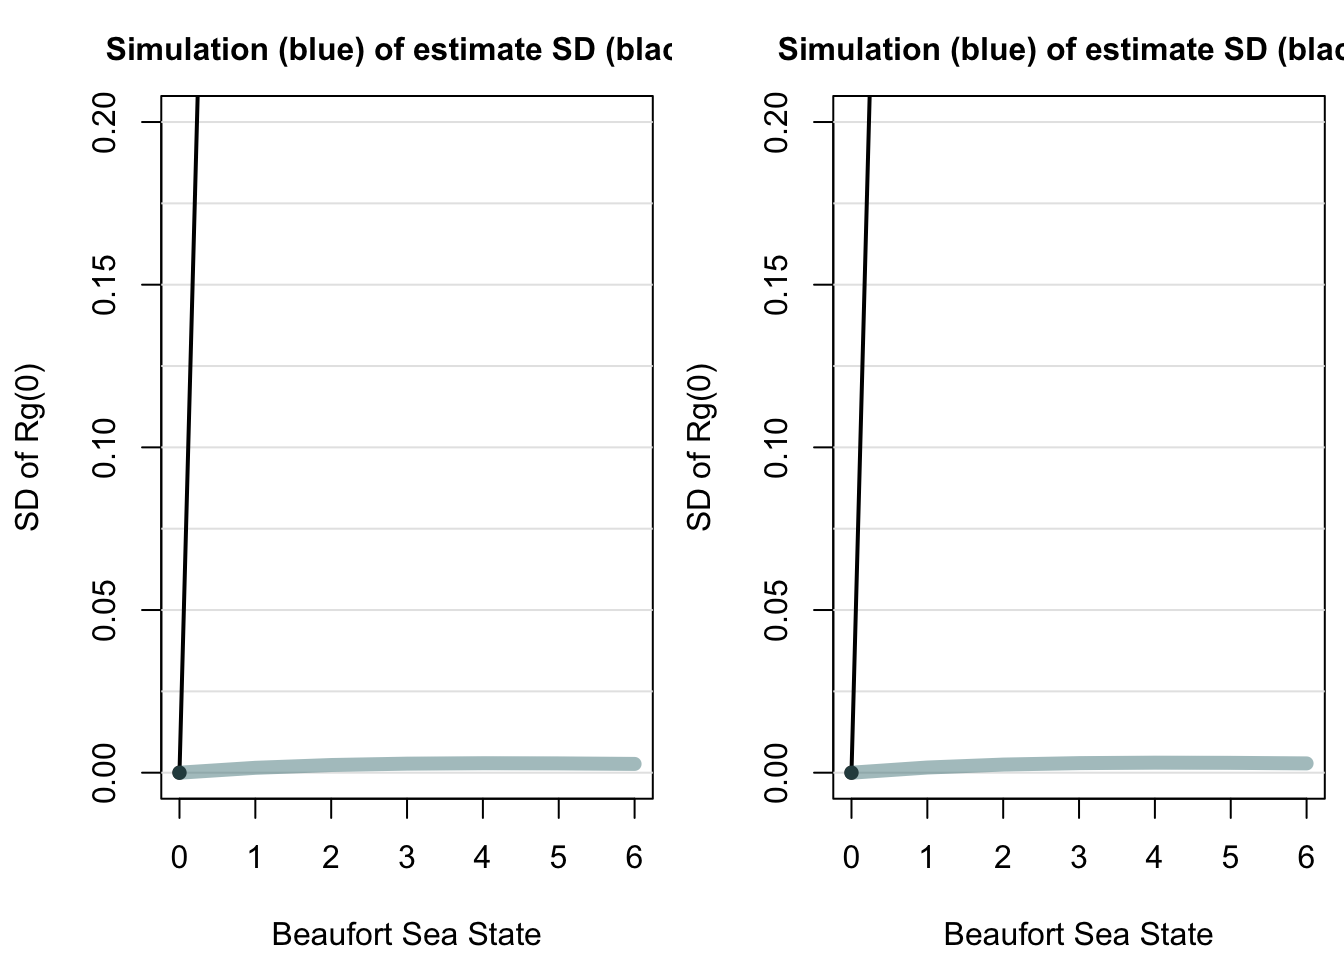 Simulation (blue) of estimate SD (blac
SD of Rg(0)
0.20
0.15
0.10
0.05
0.00
0 1 2 3 4 5 6
Beaufort Sea State
Simulation (blue) of estimate SD (blac
SD of Rg(0)
0.20
0.15
0.10
0.05
0.00
0 1 2 3 4 5 6
Beaufort Sea State